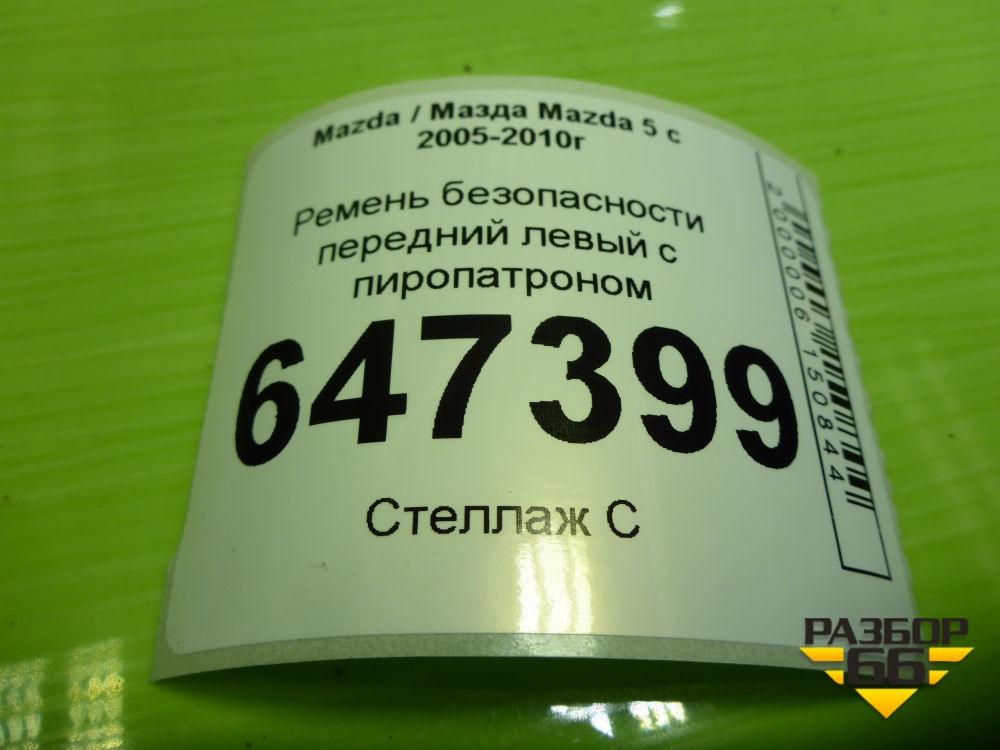 Mazda / Мазда Mazda 5 с
2005-2010г
Ремень безопасности
передний левый с
пиропатроном
647399
Стеллаж С
2000006150844
РАЗБОР
66